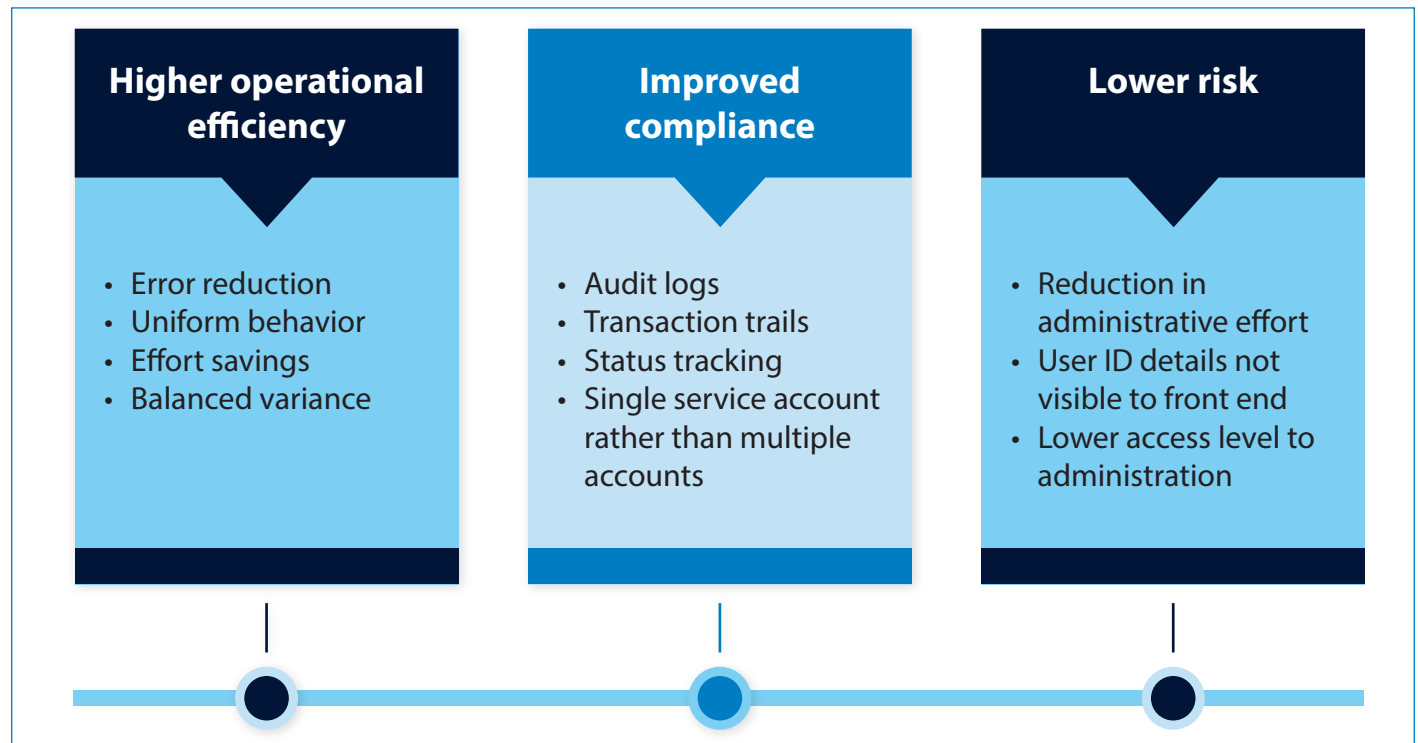 Higher operational
efficiency
• Error reduction
• Uniform behavior
• Effort savings
• Balanced variance
Improved
compliance
• Audit logs
• Transaction trails
• Status tracking
• Single service account
rather than multiple
accounts
Lower risk
• Reduction in
administrative effort
• User ID details not
visible to front end
• Lower access level to
administration